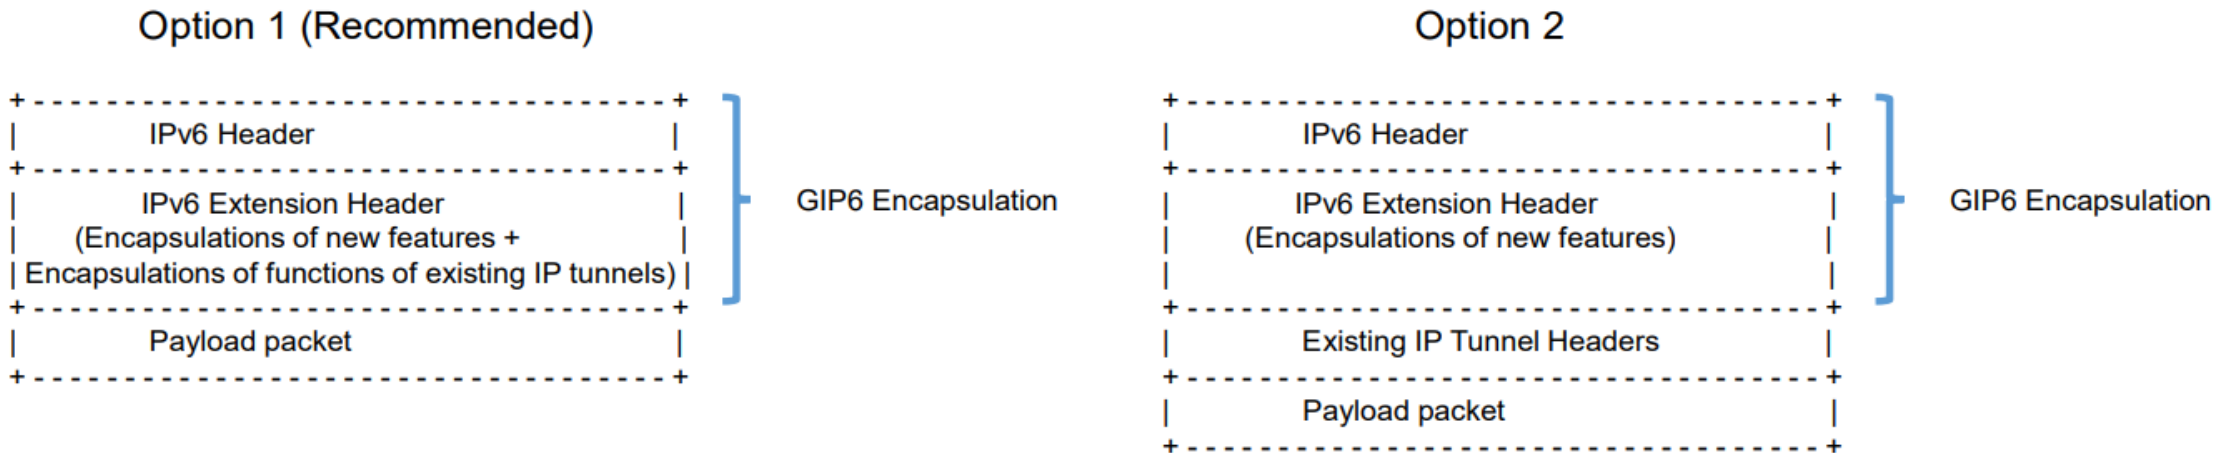 Option 1 (Recommended)
+-----------------------------------+
| IPv6 Header |
+-----------------------------------+
| IPv6 Extension Header |
| (Encapsulations of new features + |
| Encapsulations of functions of existing IP tunnels) |
+-----------------------------------+
| Payload packet |
+-----------------------------------+
GIP6 Encapsulation
Option 2
+-----------------------------------+
| IPv6 Header |
+-----------------------------------+
| IPv6 Extension Header |
| (Encapsulations of new features) |
| |
+-----------------------------------+
| Existing IP Tunnel Headers |
+-----------------------------------+
| Payload packet |
+-----------------------------------+
GIP6 Encapsulation